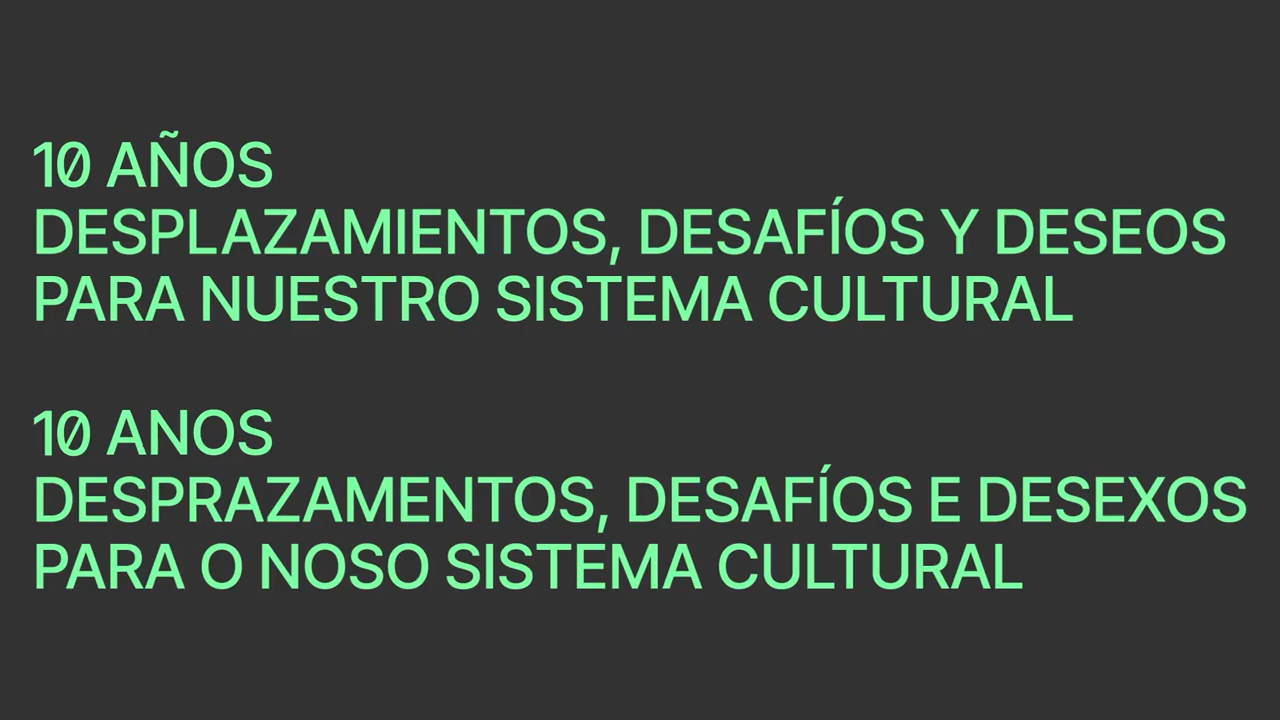 10 AÑOS
DESPLAZAMIENTOS, DESAFÍOS Y DESEOS
PARA NUESTRO SISTEMA CULTURAL
10 ANOS
DESPRAZAMENTOS, DESAFÍOS E DESEXOS
PARA O NOSO SISTEMA CULTURAL